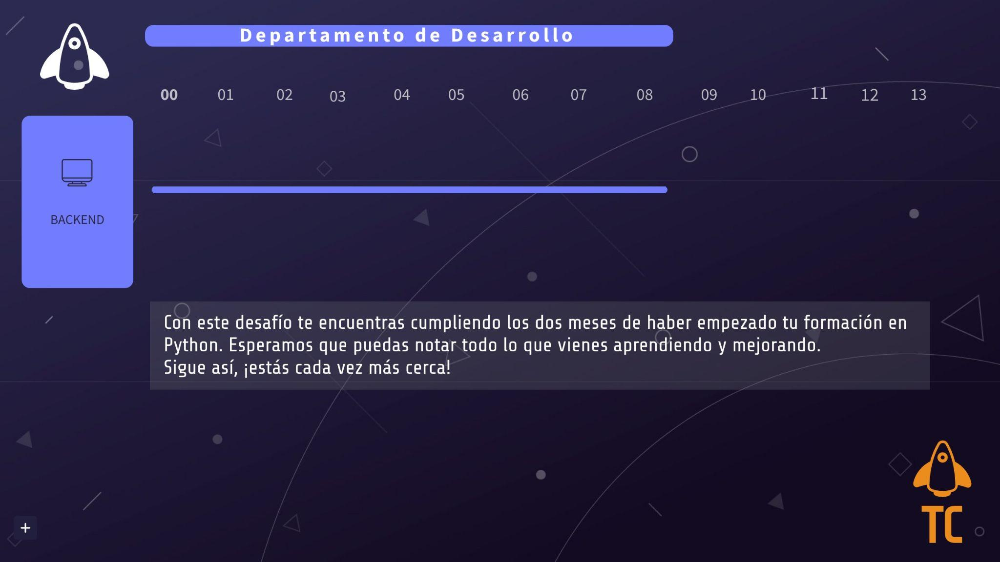 Departamento de Desarrollo
00 01 02 03 04 05 06 07 08 09 10 11 12 13
BACKEND
Con este desafío te encuentras cumpliendo los dos meses de haber empezado tu formación en
Python. Esperamos que puedas notar todo lo que vienes aprendiendo y mejorando.
Sigue así, ¡estás cada vez más cerca!
+
TC